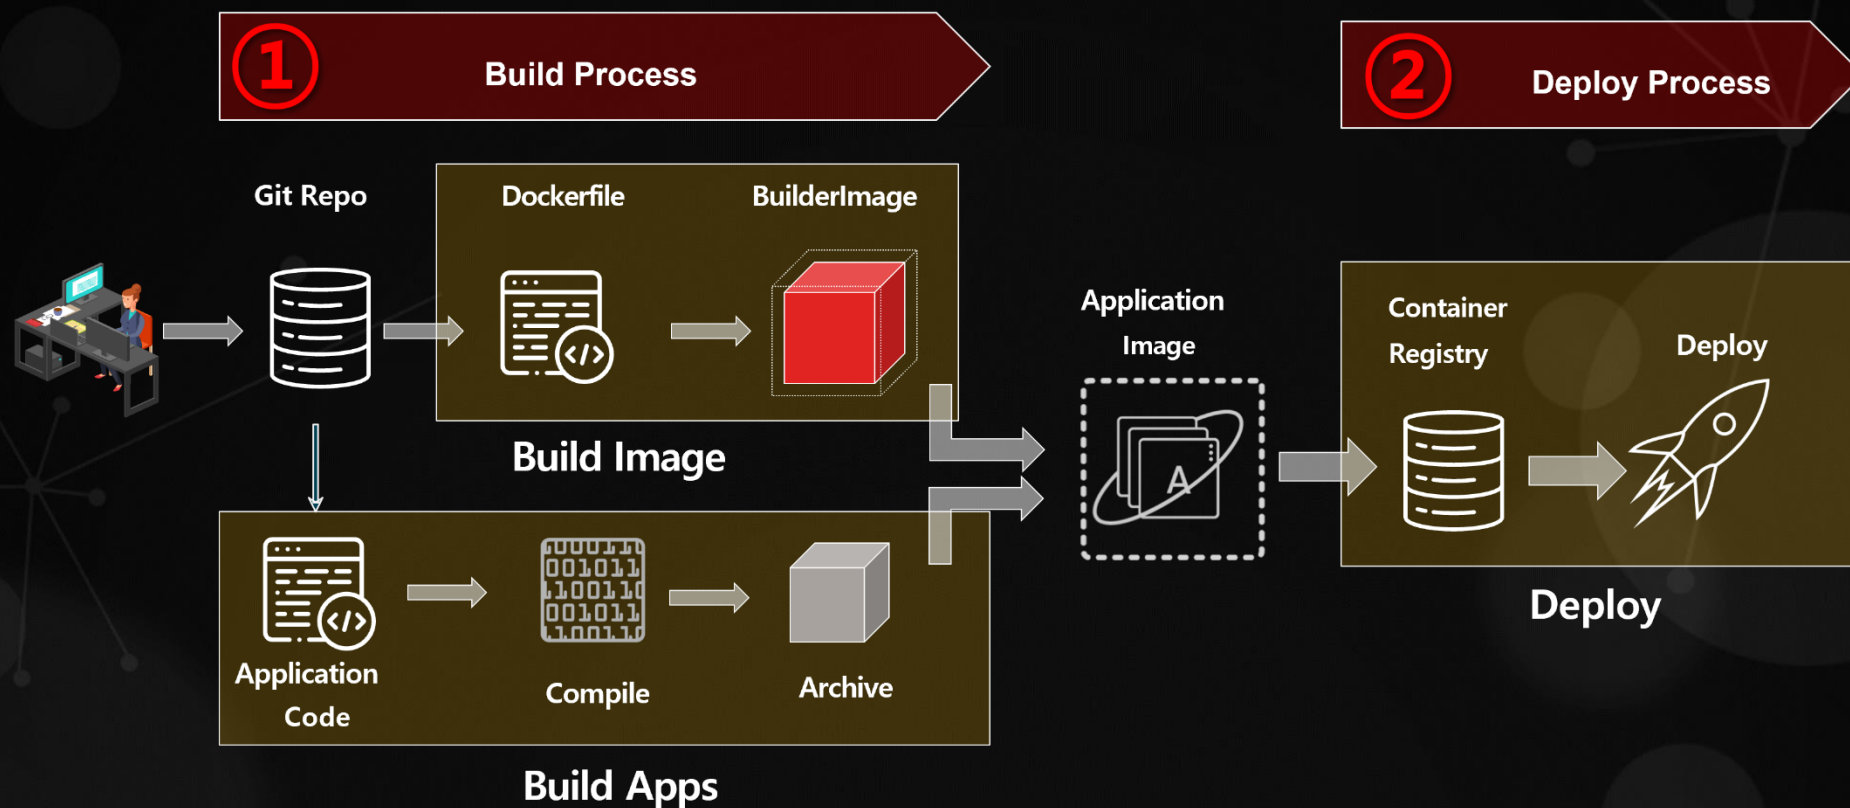 1
Build Process
2
Deploy Process
Git Repo
Dockerfile
BuilderImage
Application
Image
Container
Registry
Deploy
</>
A
Build Image
</>
Application
Code
Compile
Archive
Deploy
Build Apps